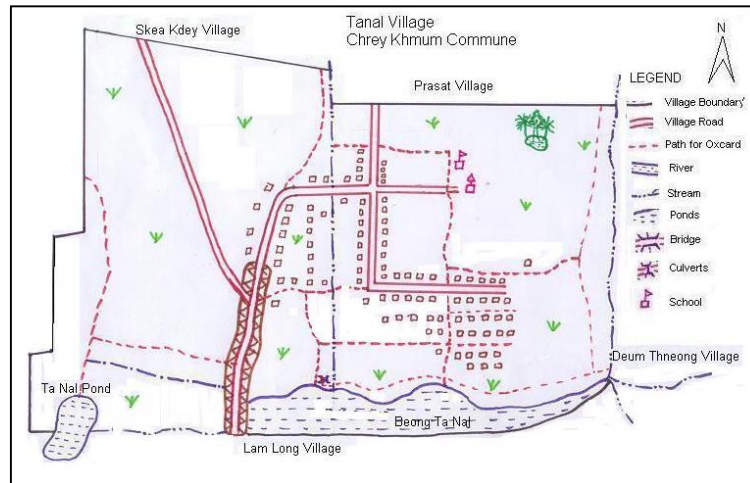 Tanal Village
Chrey Khmum Commune
Skea Kdey Village
Prasat Village
N
LEGEND
Village Boundary
Village Road
Path for Oxcard
River
Stream
Ponds
Bridge
Culverts
School
Deum Thneong Village
Ta Nal Pond
Beong Ta Nal
Lam Long Village